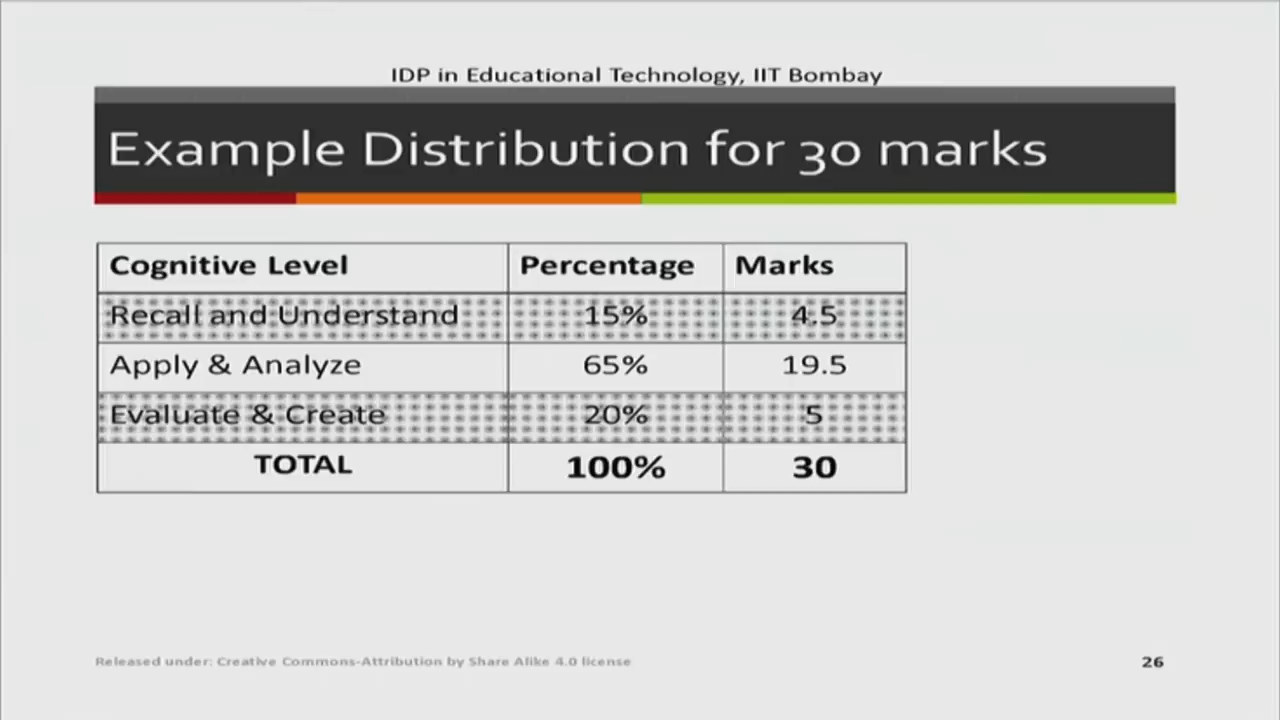 IDP in Educational Technology, IIT Bombay
Example Distribution for 30 marks
Cognitive Level Percentage Marks
Recall and Understand 15% 4.5
Apply & Analyze 65% 19.5
Evaluate & Create 20% 5
TOTAL 100% 30
Released under: Creative Commons-Attribution by Share Alike 4.0 license 26